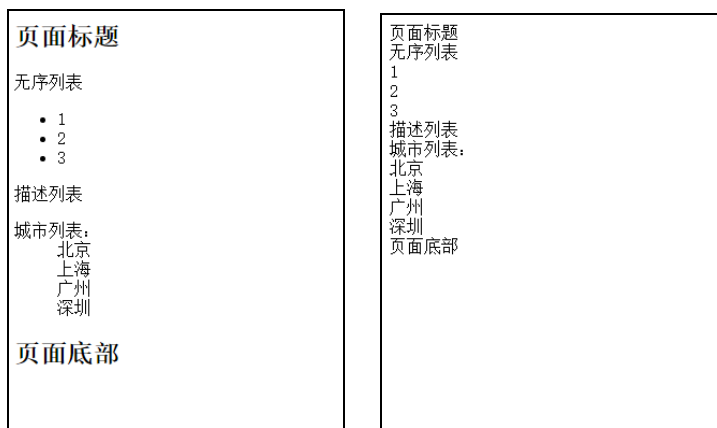 页面标题
无序列表
1
2
3
描述列表
城市列表：
北京
上海
广州
深圳
页面底部
页面标题
无序列表
1
2
3
描述列表
城市列表：
北京
上海
广州
深圳
页面底部